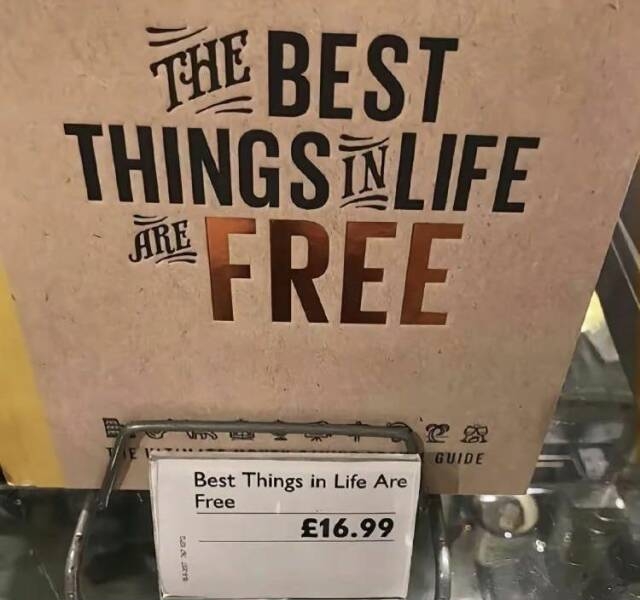 THE BEST
THINGS IN LIFE
ARE FREE
GUIDE
Best Things in Life Are
Free
£16.99